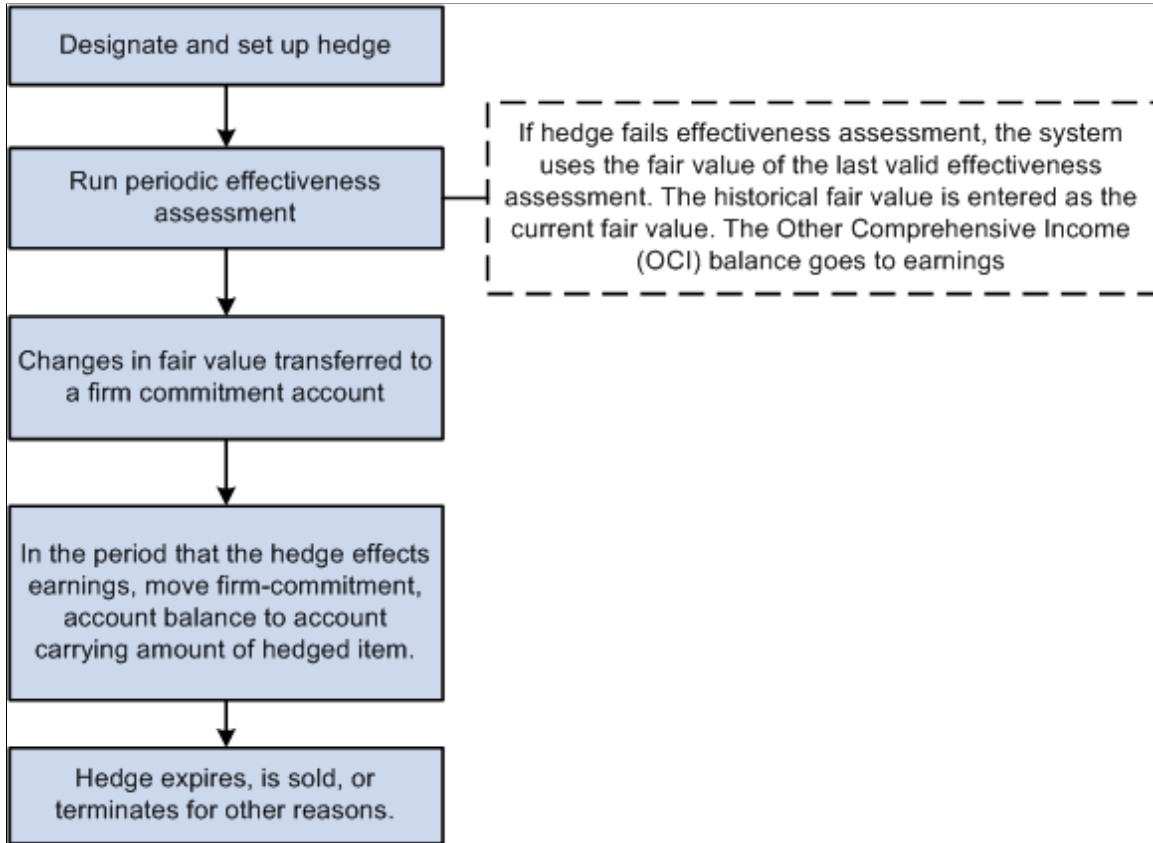 Designate and set up hedge
Run periodic effectiveness
assessment
If hedge fails effectiveness assessment, the system
uses the fair value of the last valid effectiveness
assessment. The historical fair value is entered as the
current fair value. The Other Comprehensive Income
(OCI) balance goes to earnings
Changes in fair value transferred to
a firm commitment account
In the period that the hedge effects
earnings, move firm-commitment,
account balance to account
carrying amount of hedged item.
Hedge expires, is sold, or
terminates for other reasons.